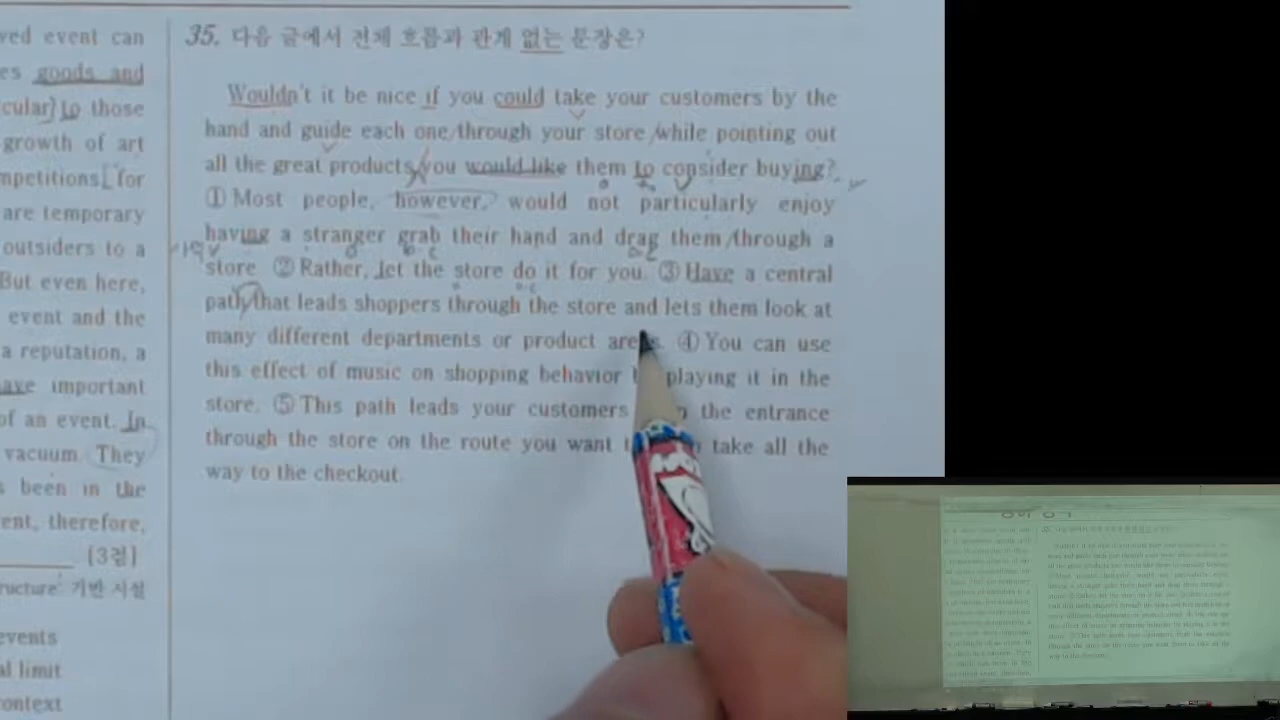 ved event can
es goods and
cular) to those
growth of art
mpetitions, for
are temporary
outsiders to a
But even here,
event and the
a reputation, a
ave important
of an event. In
vacuum. They
s been in the
ent, therefore,
[3점]
ructure: 기반 시설
events
al limit
context
35. 다음 글에서 전체 흐름과 관계 없는 문장은?
Wouldn't it be nice if you could take your customers by the
hand and guide each one through your store while pointing out
all the great products you would like them to consider buying?
① Most people, however, would not particularly enjoy
having a stranger grab their hand and drag them through a
store. ② Rather, let the store do it for you. ③ Have a central
path that leads shoppers through the store and lets them look at
many different departments or product are ④ You can use
this effect of music on shopping behavior playing it in the
store. ⑤ This path leads your customers the entrance
through the store on the route you want take all the
way to the checkout.